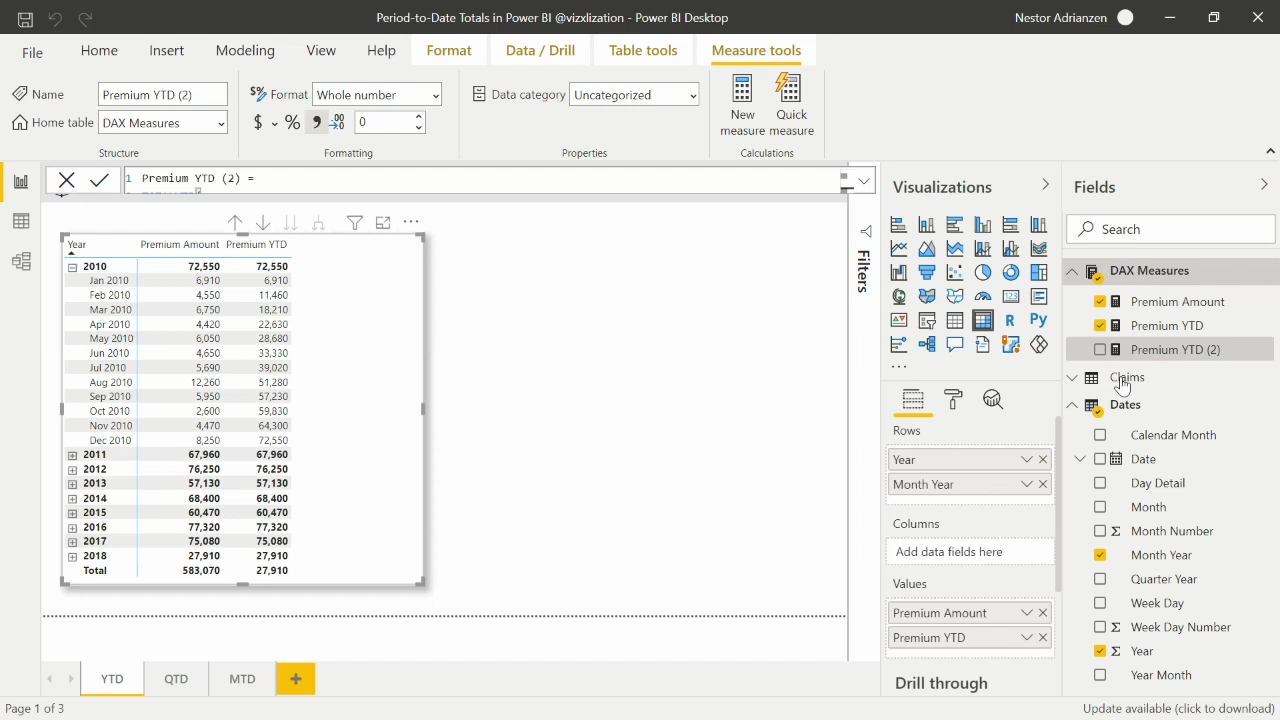 Period-to-Date Totals in Power BI @vizxlization - Power BI Desktop
Nestor Adrianzen
File
Home
Insert
Modeling
View
Help
Format
Data / Drill
Table tools
Measure tools
Name
Premium YTD (2)
$% Format
Whole number
Data category
Uncategorized
New measure
Quick measure
Home table
DAX Measures
$
%
,
.00
0
Structure
Formatting
Properties
Calculations
1 Premium YTD (2) =
Year Premium Amount Premium YTD
2010 72,550 72,550
Jan 2010 6,910 6,910
Feb 2010 4,550 11,460
Mar 2010 6,750 18,210
Apr 2010 4,420 22,630
May 2010 6,050 28,680
Jun 2010 4,650 33,330
Jul 2010 5,690 39,020
Aug 2010 12,260 51,280
Sep 2010 5,950 57,230
Oct 2010 2,600 59,830
Nov 2010 4,470 64,300
Dec 2010 8,250 72,550
2011 67,960 67,960
2012 76,250 76,250
2013 57,130 57,130
2014 68,400 68,400
2015 60,470 60,470
2016 77,320 77,320
2017 75,080 75,080
2018 27,910 27,910
Total 583,070 27,910
Filters
Visualizations
R
Py
123
Rows
Year
Month Year
Columns
Add data fields here
Values
Premium Amount
Premium YTD
Drill through
Fields
Search
DAX Measures
Premium Amount
Premium YTD
Premium YTD (2)
Claims
Dates
Calendar Month
Date
Day Detail
Month
Σ Month Number
Month Year
Quarter Year
Week Day
Σ Week Day Number
Σ Year
Year Month
YTD
QTD
MTD
+
Page 1 of 3
Update available (click to download)